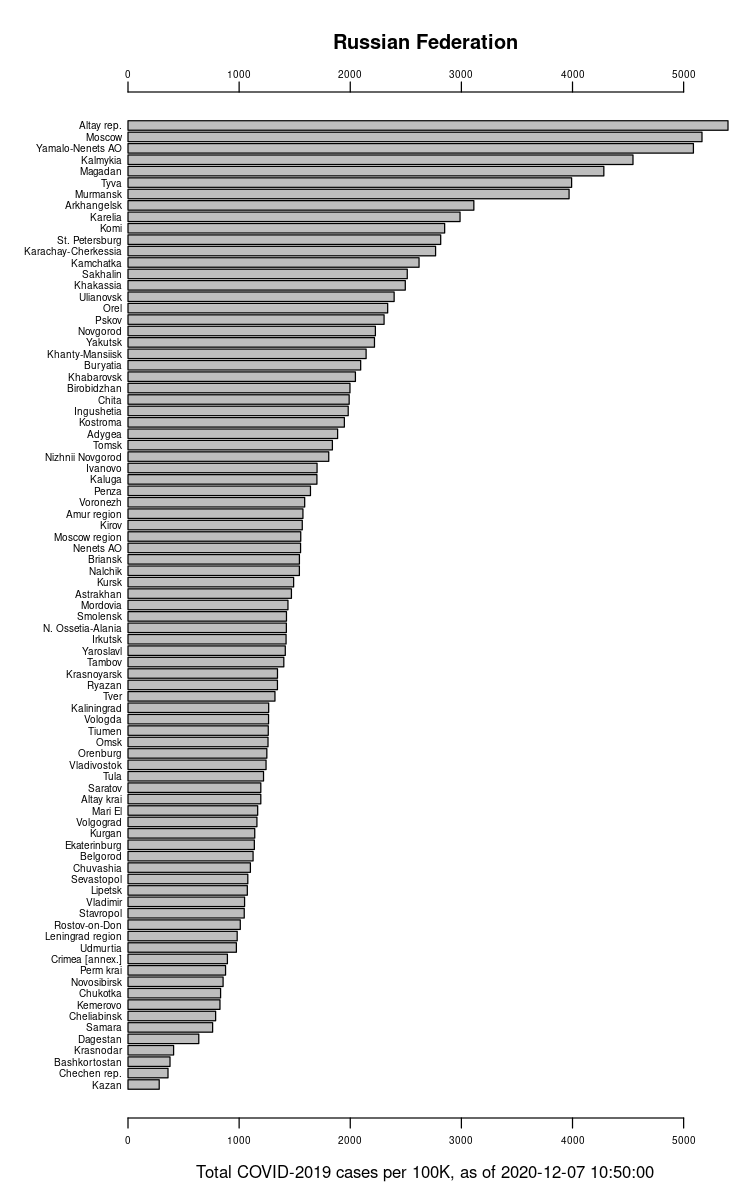 Russian Federation
0 1000 2000 3000 4000 5000
Altay rep.
Moscow
Yamalo-Nenets AO
Kalmykia
Magadan
Tyva
Murmansk
Arkhangelsk
Karelia
Komi
St. Petersburg
Karachay-Cherkessia
Kamchatka
Sakhalin
Khakassia
Ulianovsk
Orel
Pskov
Novgorod
Yakutsk
Khanty-Mansiisk
Buryatia
Khabarovsk
Birobidzhan
Chita
Ingushetia
Kostroma
Adygea
Tomsk
Nizhnii Novgorod
Ivanovo
Kaluga
Penza
Voronezh
Amur region
Kirov
Moscow region
Nenets AO
Briansk
Nalchik
Kursk
Astrakhan
Mordovia
Smolensk
N. Ossetia-Alania
Irkutsk
Yaroslavl
Tambov
Krasnoyarsk
Ryazan
Tver
Kaliningrad
Vologda
Tiumen
Omsk
Orenburg
Vladivostok
Tula
Saratov
Altay krai
Mari El
Volgograd
Kurgan
Ekaterinburg
Belgorod
Chuvashia
Sevastopol
Lipetsk
Vladimir
Stavropol
Rostov-on-Don
Leningrad region
Udmurtia
Crimea [annex.]
Perm krai
Novosibirsk
Chukotka
Kemerovo
Cheliabinsk
Samara
Dagestan
Krasnodar
Bashkortostan
Chechen rep.
Kazan
0 1000 2000 3000 4000 5000
Total COVID-2019 cases per 100K, as of 2020-12-07 10:50:00